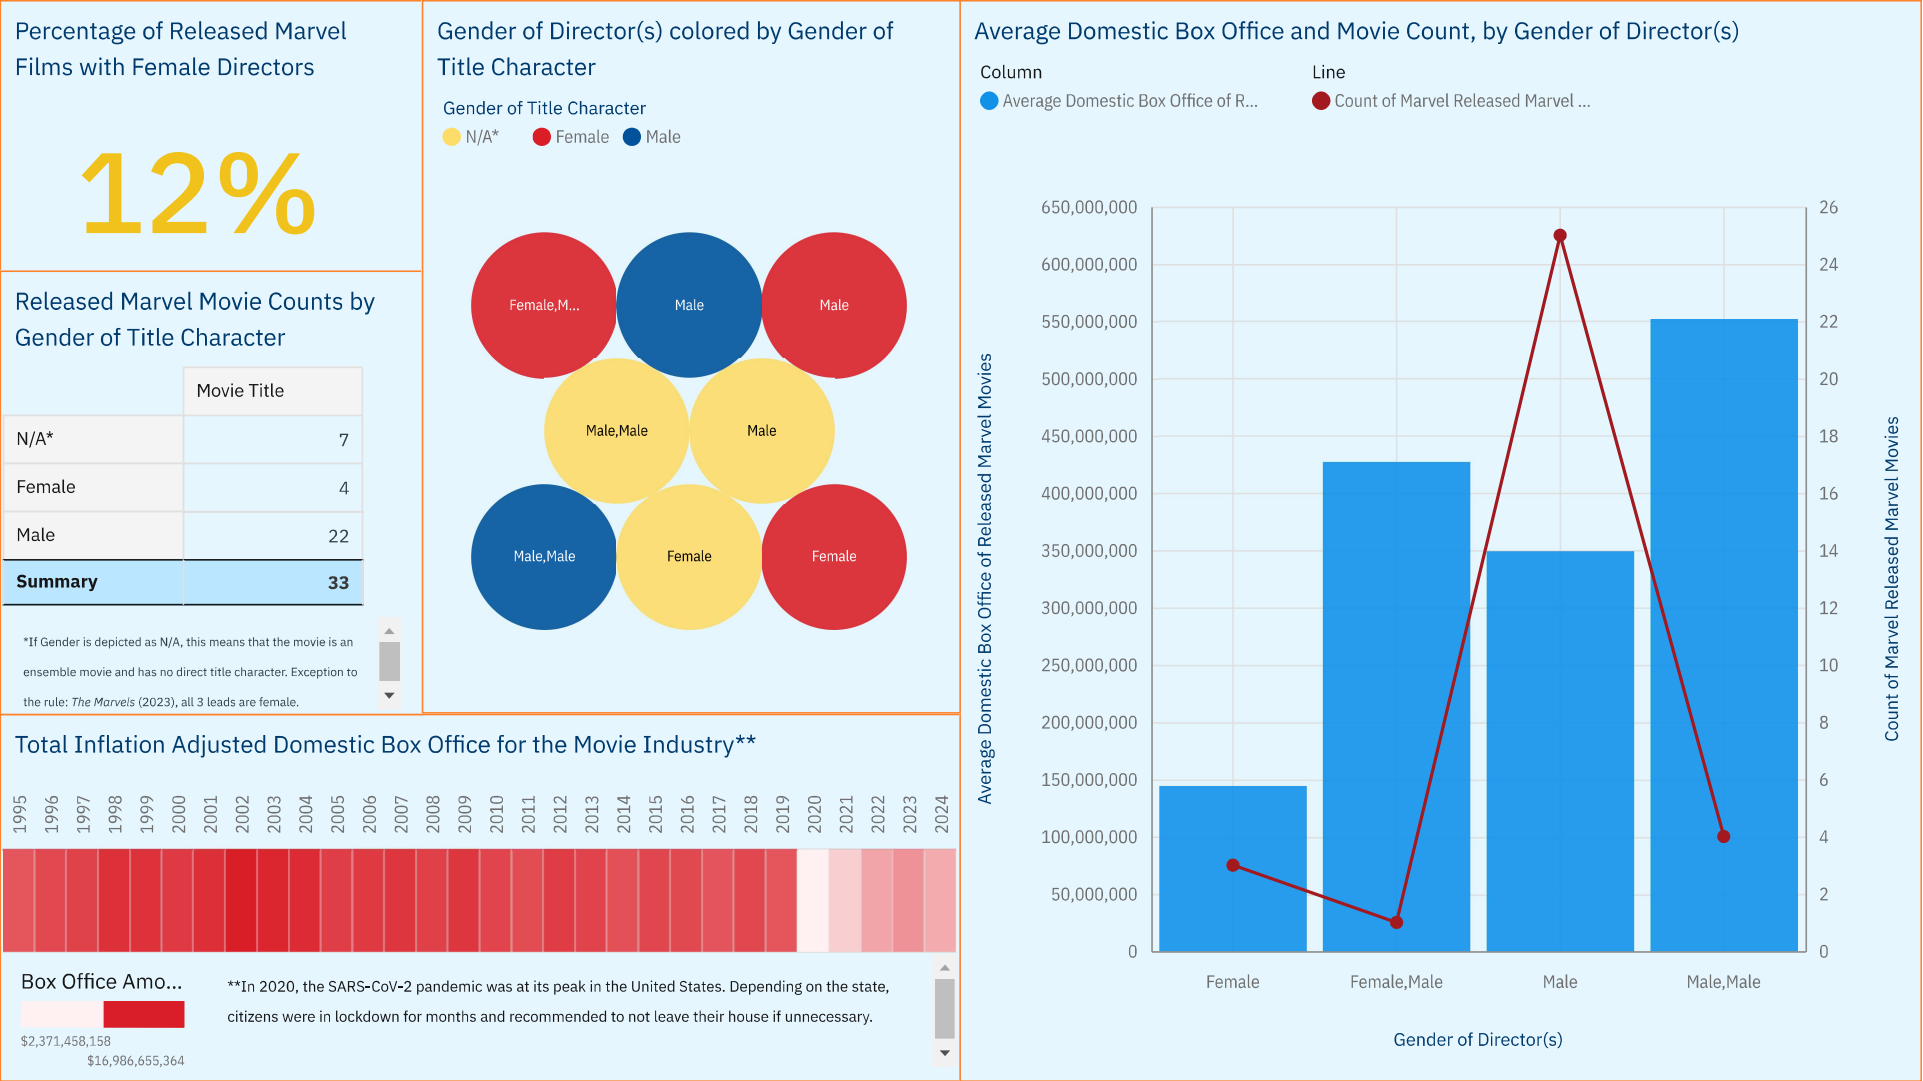 Percentage of Released Marvel
Films with Female Directors
12%
Released Marvel Movie Counts by
Gender of Title Character
Movie Title
N/A* 7
Female 4
Male 22
Summary 33
*If Gender is depicted as N/A, this means that the movie is an
ensemble movie and has no direct title character. Exception to
the rule: The Marvels (2023), all 3 leads are female.
Gender of Director(s) colored by Gender of
Title Character
Gender of Title Character
N/A* Female Male
Female,M... Male Male
Male,Male Male
Male,Male Female Female
Total Inflation Adjusted Domestic Box Office for the Movie Industry**
1995 1996 1997 1998 1999 2000 2001 2002 2003 2004 2005 2006 2007 2008 2009 2010 2011 2012 2013 2014 2015 2016 2017 2018 2019 2020 2021 2022 2023 2024
Box Office Amo...
$2,371,458,158
$16,986,655,364
**In 2020, the SARS-CoV-2 pandemic was at its peak in the United States. Depending on the state,
citizens were in lockdown for months and recommended to not leave their house if unnecessary.
Average Domestic Box Office and Movie Count, by Gender of Director(s)
Column Line
Average Domestic Box Office of R... Count of Marvel Released Marvel ...
Average Domestic Box Office of Released Marvel Movies
650,000,000 26
600,000,000 24
550,000,000 22
500,000,000 20
450,000,000 18
400,000,000 16
350,000,000 14
300,000,000 12
250,000,000 10
200,000,000 8
150,000,000 6
100,000,000 4
50,000,000 2
0 0
Count of Marvel Released Marvel Movies
Female Female,Male Male Male,Male
Gender of Director(s)